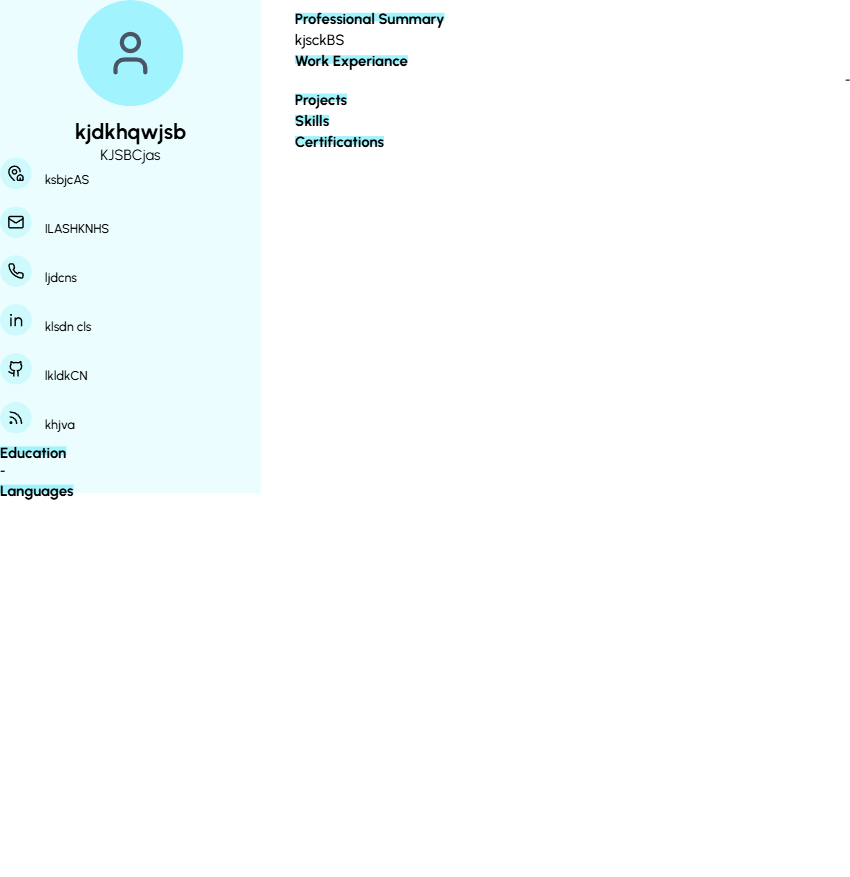 kjdkhqwjsb
KJSBCjas
ksbjcAS
ILASHKNHS
ljdcns
in
klsdn cls
lkldkCN
khjva
Education
-
Languages
Professional Summary
kjsckBS
Work Experiance
-
Projects
Skills
Certifications